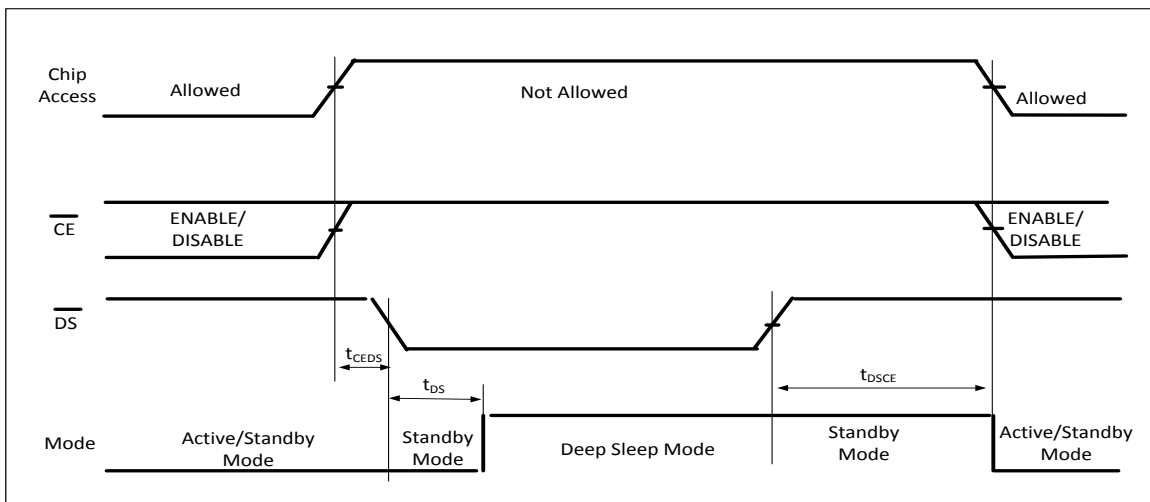 Chip
Access
Allowed
Not Allowed
Allowed
CE
ENABLE/
DISABLE
ENABLE/
DISABLE
DS
tCEDS
tDS
tDSCE
Mode
Active/Standby
Mode
Standby
Mode
Deep Sleep Mode
Standby
Mode
Active/Standby
Mode